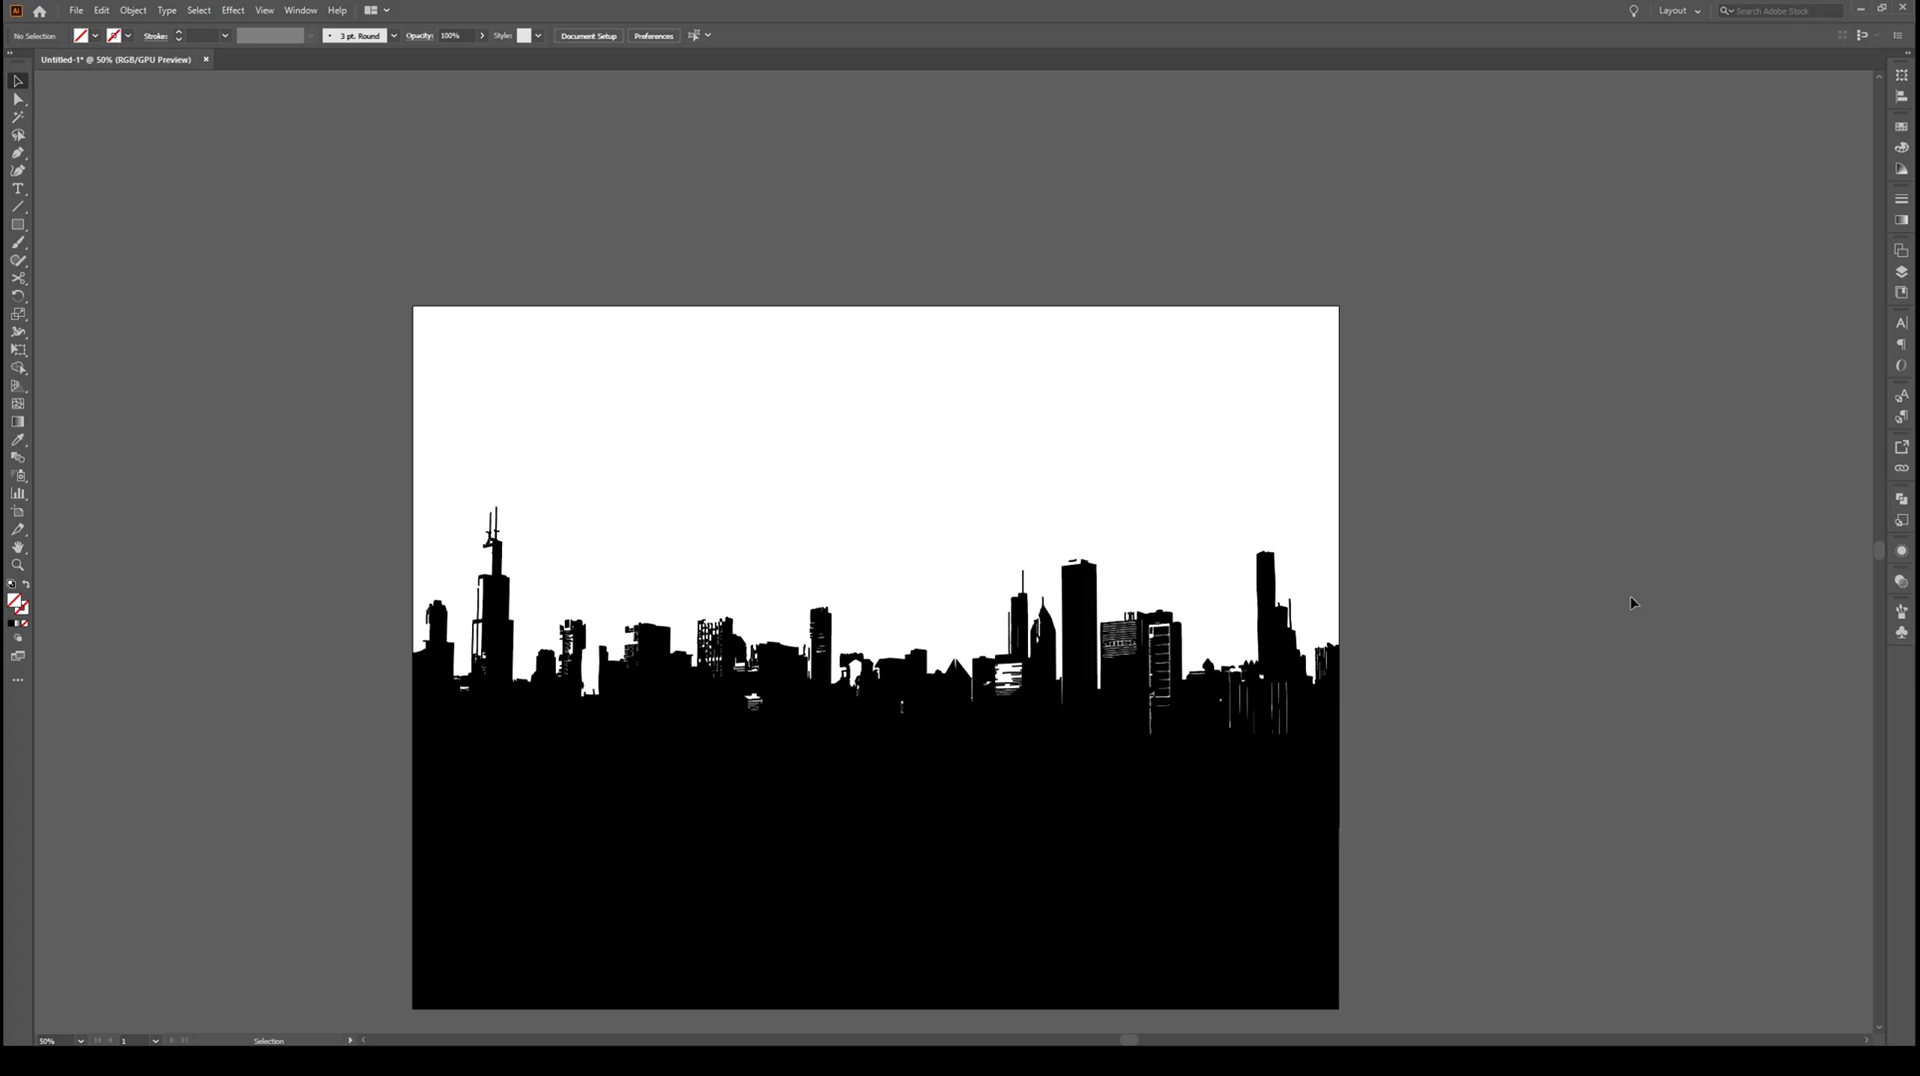 Ai File Edit Object Type Select Effect View Window Help Layout Search Adobe Stock
No Selection Stroke: 3 pt. Round Opacity: 100% Style: Document Setup Preferences
Untitled-1* @ 50% (RGB/GPU Preview) ×
50% 1 Selection